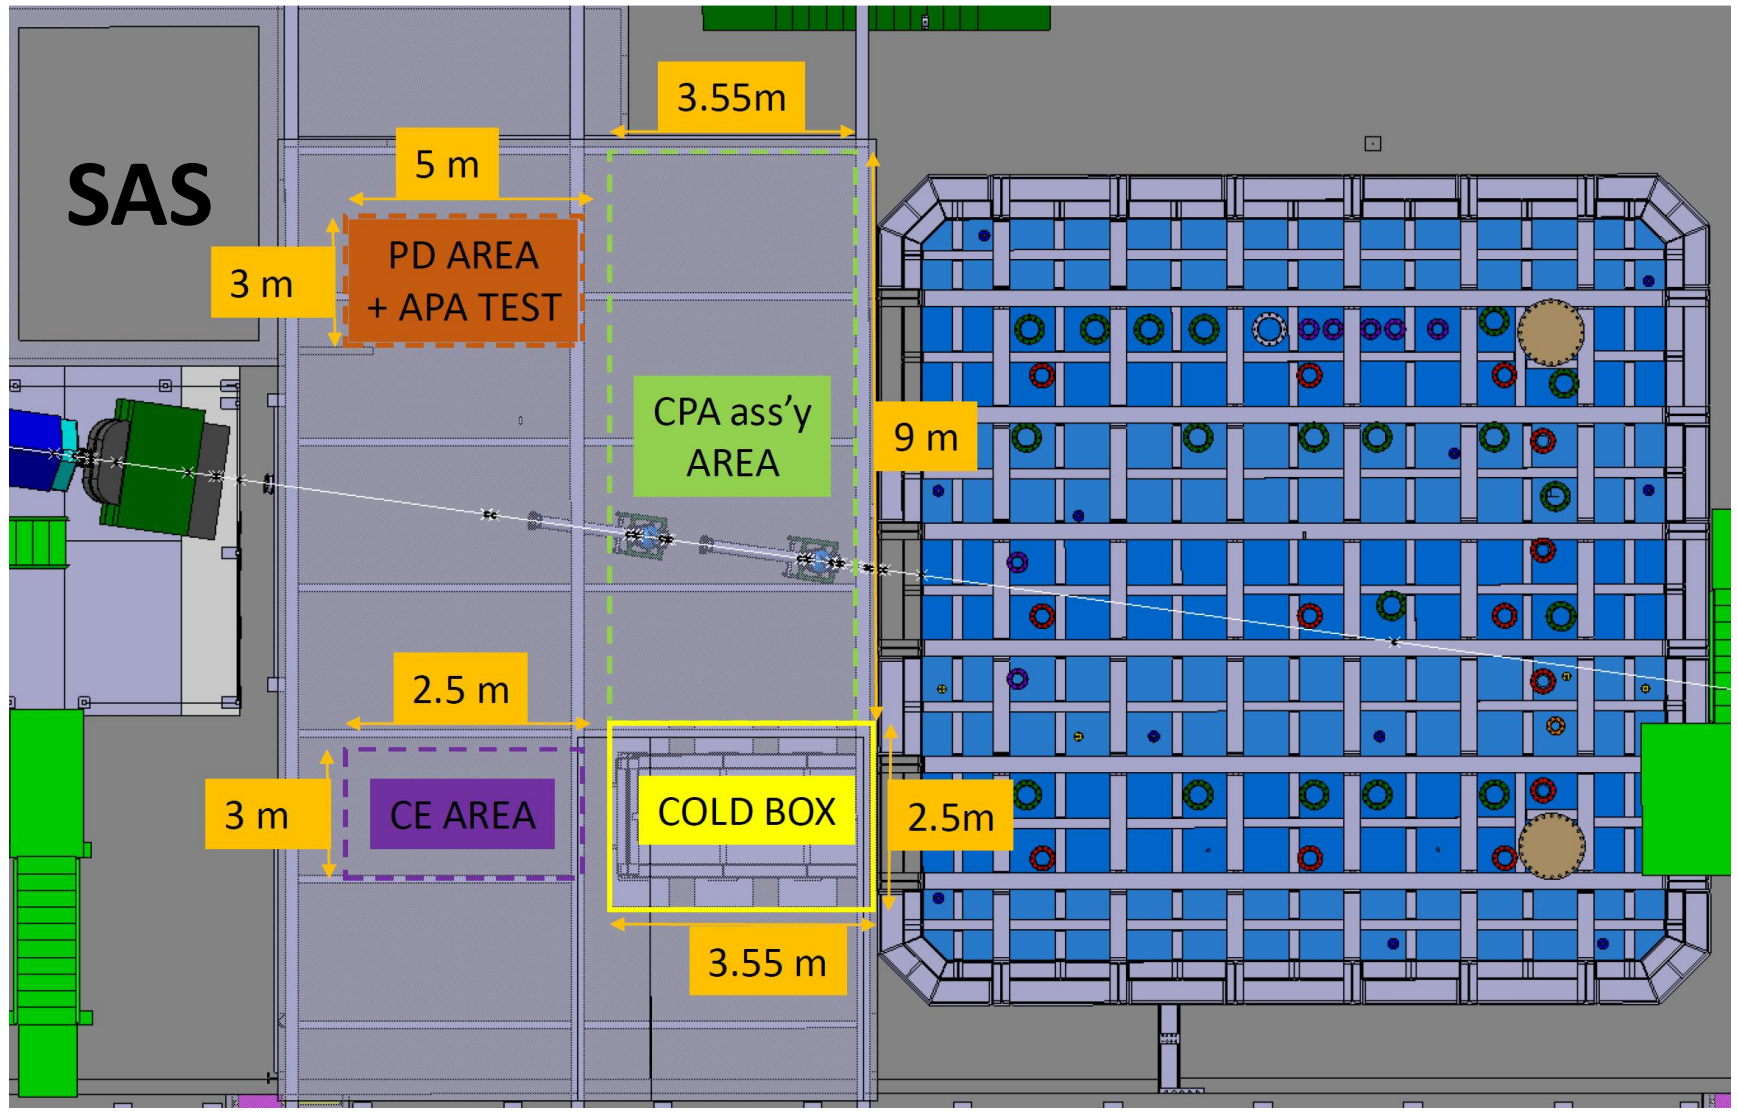 3.55m
5 m
SAS
PD AREA
+ APA TEST
3 m
CPA ass’y
AREA
9 m
2.5 m
3 m
CE AREA
COLD BOX
2.5m
3.55 m